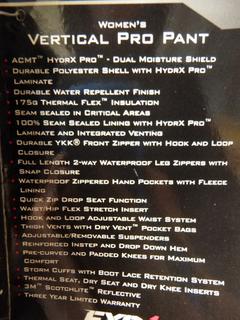 Women's
Vertical Pro Pant
• ACMT™ HydrX Pro™ - Dual Moisture Shield
• Durable Polyester Shell with HydrX Pro™
Laminate
• Durable Water Repellent Finish
• 175g Thermal Flex™ Insulation
• Seam sealed in Critical Areas
• 100% Seam Sealed Lining with HydrX Pro™
Laminate and Integrated Venting
• Durable YKK® Front Zipper with Hook and Loop
Closure
• Full Length 2-way Waterproof Leg Zippers with
Snap Closure
• Waterproof Zippered Hand Pockets with Fleece
Lining
• Quick Zip Drop Seat Function
• Waist/Hip Flex Stretch Insert
• Hook and Loop Adjustable Waist System
• Thigh Vents with Dry Vent™ Pocket Bags
• Adjustable/Removable Suspenders
• Reinforced Instep and Drop Down Hem
• Pre-curved and Padded Knees for Maximum
Comfort
• Storm Cuffs with Boot Lace Retention System
• Thermal Seat, Dry Seat and Dry Knee Inserts
• 3M™ Scotchlite™ Reflective
• Three Year Limited Warranty